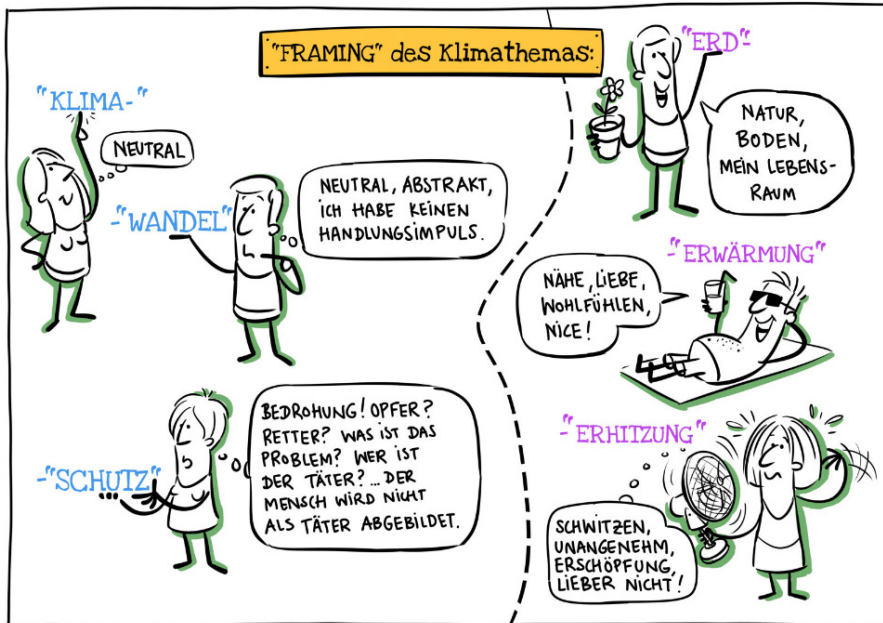 "FRAMING" des Klimathemas:
"KLIMA-"
NEUTRAL
-"WANDEL"
NEUTRAL, ABSTRAKT,
ICH HABE KEINEN
HANDLUNGSIMPULS.
-"SCHUTZ"
BEDROHUNG! OPFER?
RETTER? WAS IST DAS
PROBLEM? WER IST
DER TÄTER? ... DER
MENSCH WIRD NICHT
ALS TÄTER ABGEBILDET.
"ERD"-
NATUR,
BODEN,
MEIN LEBENS-
RAUM
-"ERWÄRMUNG"
NÄHE, LIEBE,
WOHLFÜHLEN,
NICE!
-"ERHITZUNG"
SCHWITZEN,
UNANGENEHM,
ERSCHÖPFUNG,
LIEBER NICHT!